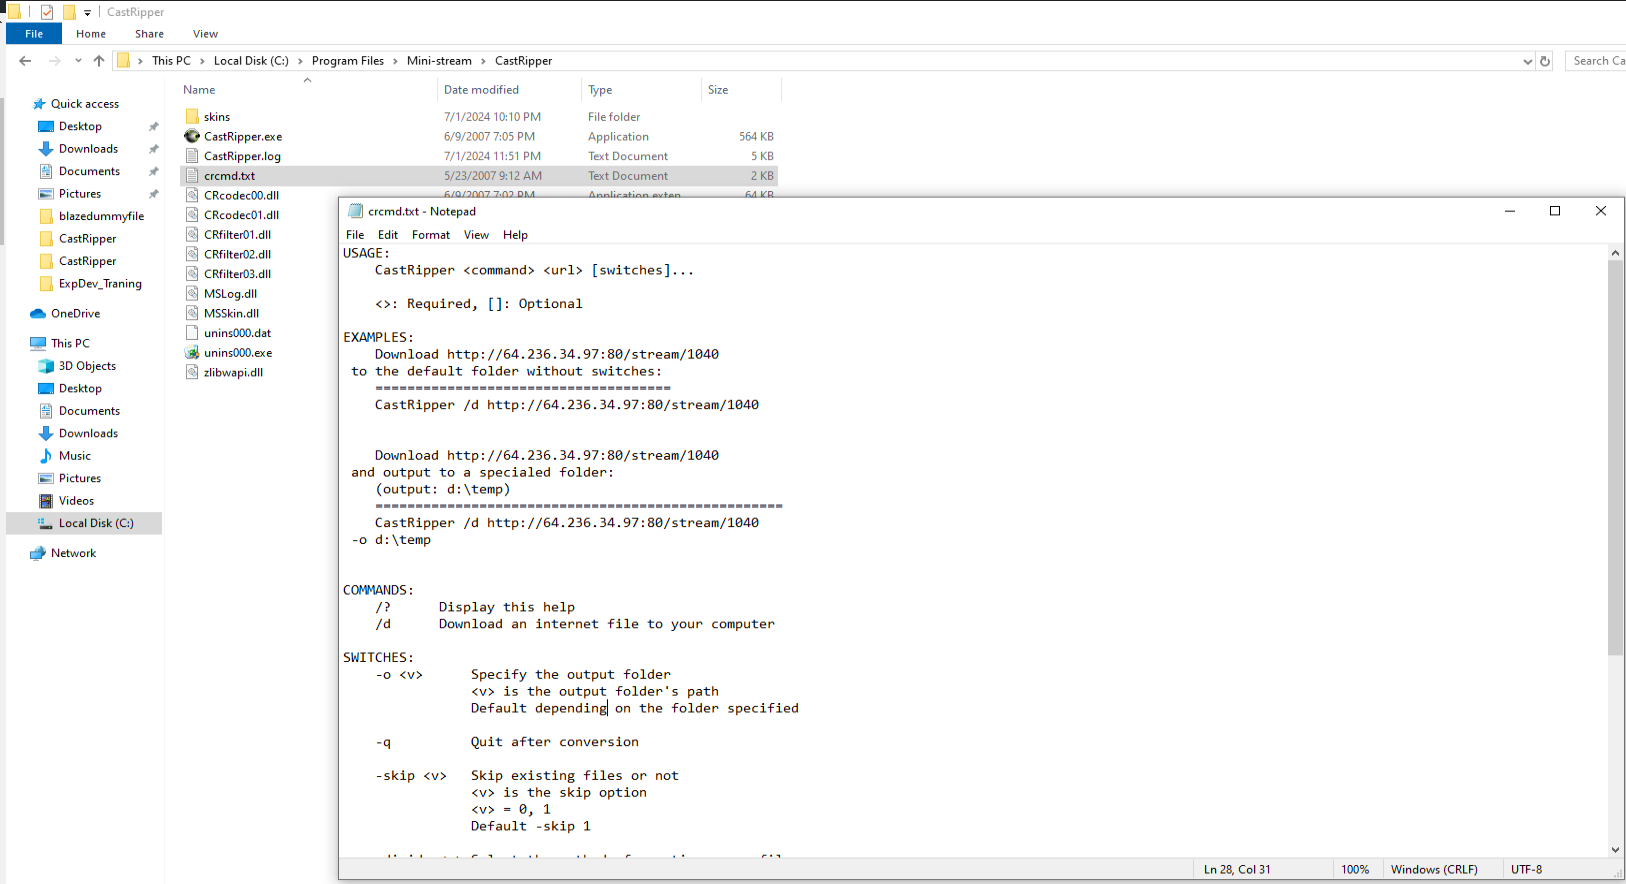 CastRipper
File Home Share View
This PC > Local Disk (C:) > Program Files > Mini-stream > CastRipper
Search Ca
Quick access
Desktop
Downloads
Documents
Pictures
blazedummyfile
CastRipper
CastRipper
ExpDev_Traning
OneDrive
This PC
3D Objects
Desktop
Documents
Downloads
Music
Pictures
Videos
Local Disk (C:)
Network
Name Date modified Type Size
skins 7/1/2024 10:10 PM File folder
CastRipper.exe 6/9/2007 7:05 PM Application 564 KB
CastRipper.log 7/1/2024 11:51 PM Text Document 5 KB
crcmd.txt 5/23/2007 9:12 AM Text Document 2 KB
CRcodec00.dll 6/9/2007 7:02 PM Application exten 64 KB
CRcodec01.dll
CRfilter01.dll
CRfilter02.dll
CRfilter03.dll
MSLog.dll
MSSkin.dll
unins000.dat
unins000.exe
zlibwapi.dll
crcmd.txt - Notepad
File Edit Format View Help
USAGE:
CastRipper <command> <url> [switches]...
<>: Required, []: Optional
EXAMPLES:
Download http://64.236.34.97:80/stream/1040
to the default folder without switches:
=====================================
CastRipper /d http://64.236.34.97:80/stream/1040
Download http://64.236.34.97:80/stream/1040
and output to a specialed folder:
(output: d:\temp)
===================================================
CastRipper /d http://64.236.34.97:80/stream/1040
-o d:\temp
COMMANDS:
/? Display this help
/d Download an internet file to your computer
SWITCHES:
-o <v> Specify the output folder
<v> is the output folder's path
Default depending on the folder specified
-q Quit after conversion
-skip <v> Skip existing files or not
<v> is the skip option
<v> = 0, 1
Default -skip 1
Ln 28, Col 31 100% Windows (CRLF) UTF-8